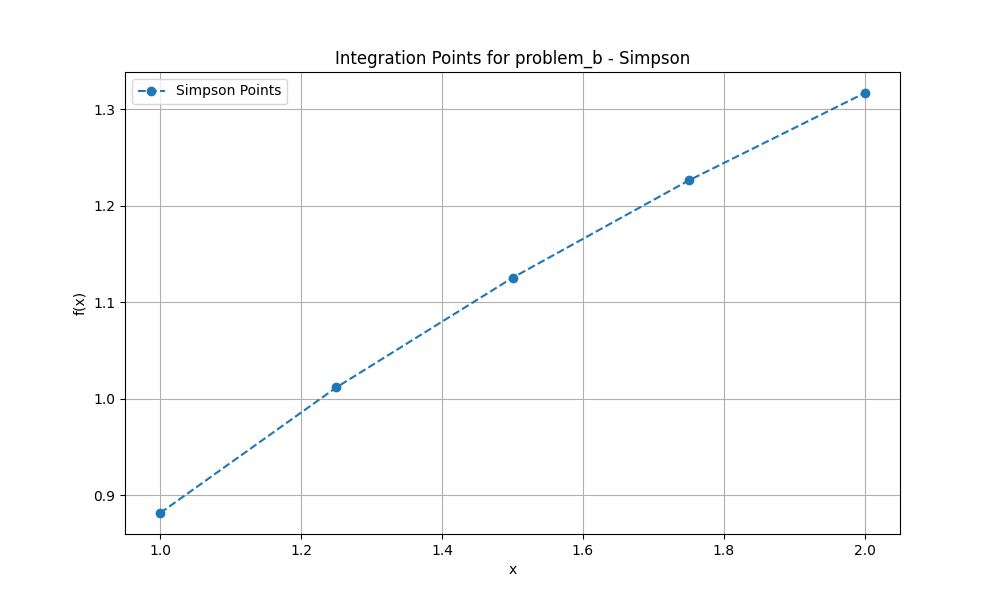 Integration Points for problem_b - Simpson
Simpson Points
f(x)
1.3
1.2
1.1
1.0
0.9
1.0 1.2 1.4 1.6 1.8 2.0
x